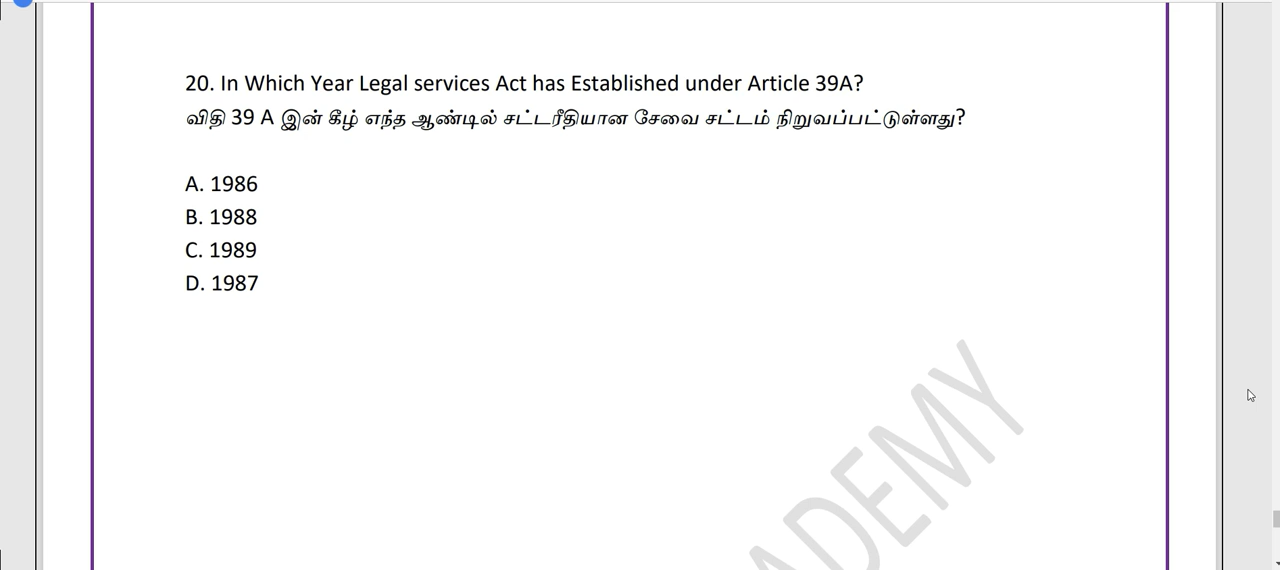 20. In Which Year Legal services Act has Established under Article 39A?
விதி 39 A இன் கீழ் எந்த ஆண்டில் சட்டரீதியான சேவை சட்டம் நிறுவப்பட்டுள்ளது?
A. 1986
B. 1988
C. 1989
D. 1987
ADEMY